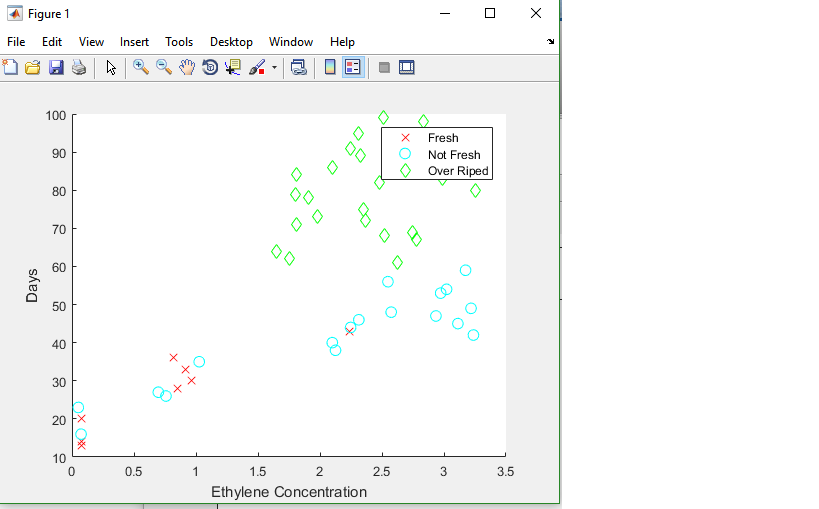 Figure 1
File Edit View Insert Tools Desktop Window Help
100
90
80
70
60
50
40
30
20
10
Days
Fresh
Not Fresh
Over Riped
0 0.5 1 1.5 2 2.5 3 3.5
Ethylene Concentration